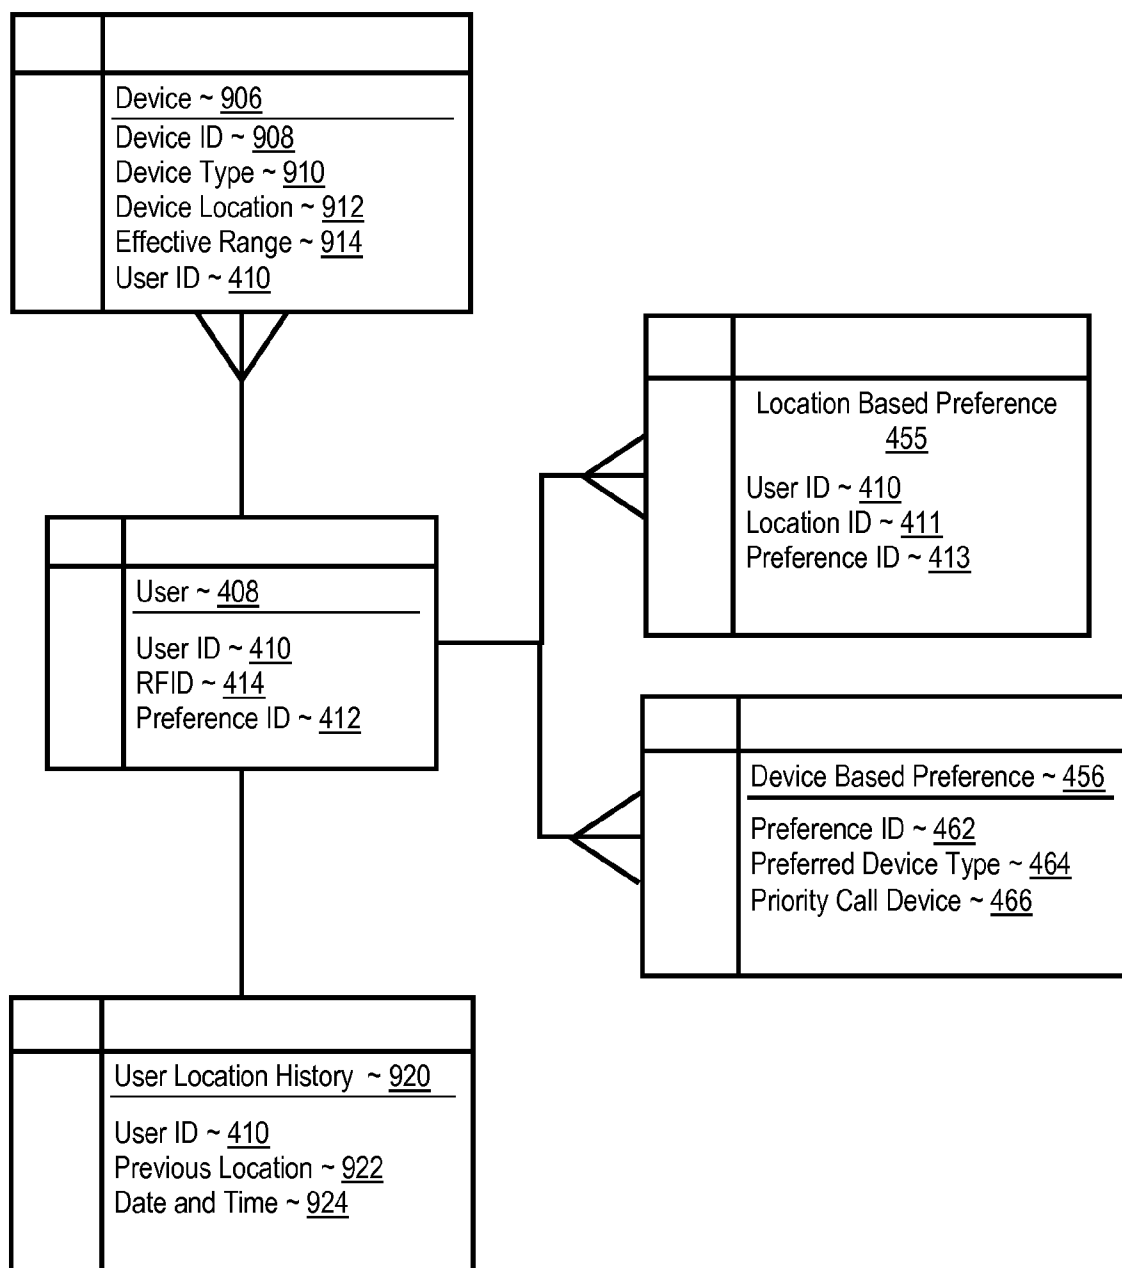 Device ~ 906
Device ID ~ 908
Device Type ~ 910
Device Location ~ 912
Effective Range ~ 914
User ID ~ 410
Location Based Preference
455
User ID ~ 410
Location ID ~ 411
Preference ID ~ 413
User ~ 408
User ID ~ 410
RFID ~ 414
Preference ID ~ 412
Device Based Preference ~ 456
Preference ID ~ 462
Preferred Device Type ~ 464
Priority Call Device ~ 466
User Location History ~ 920
User ID ~ 410
Previous Location ~ 922
Date and Time ~ 924